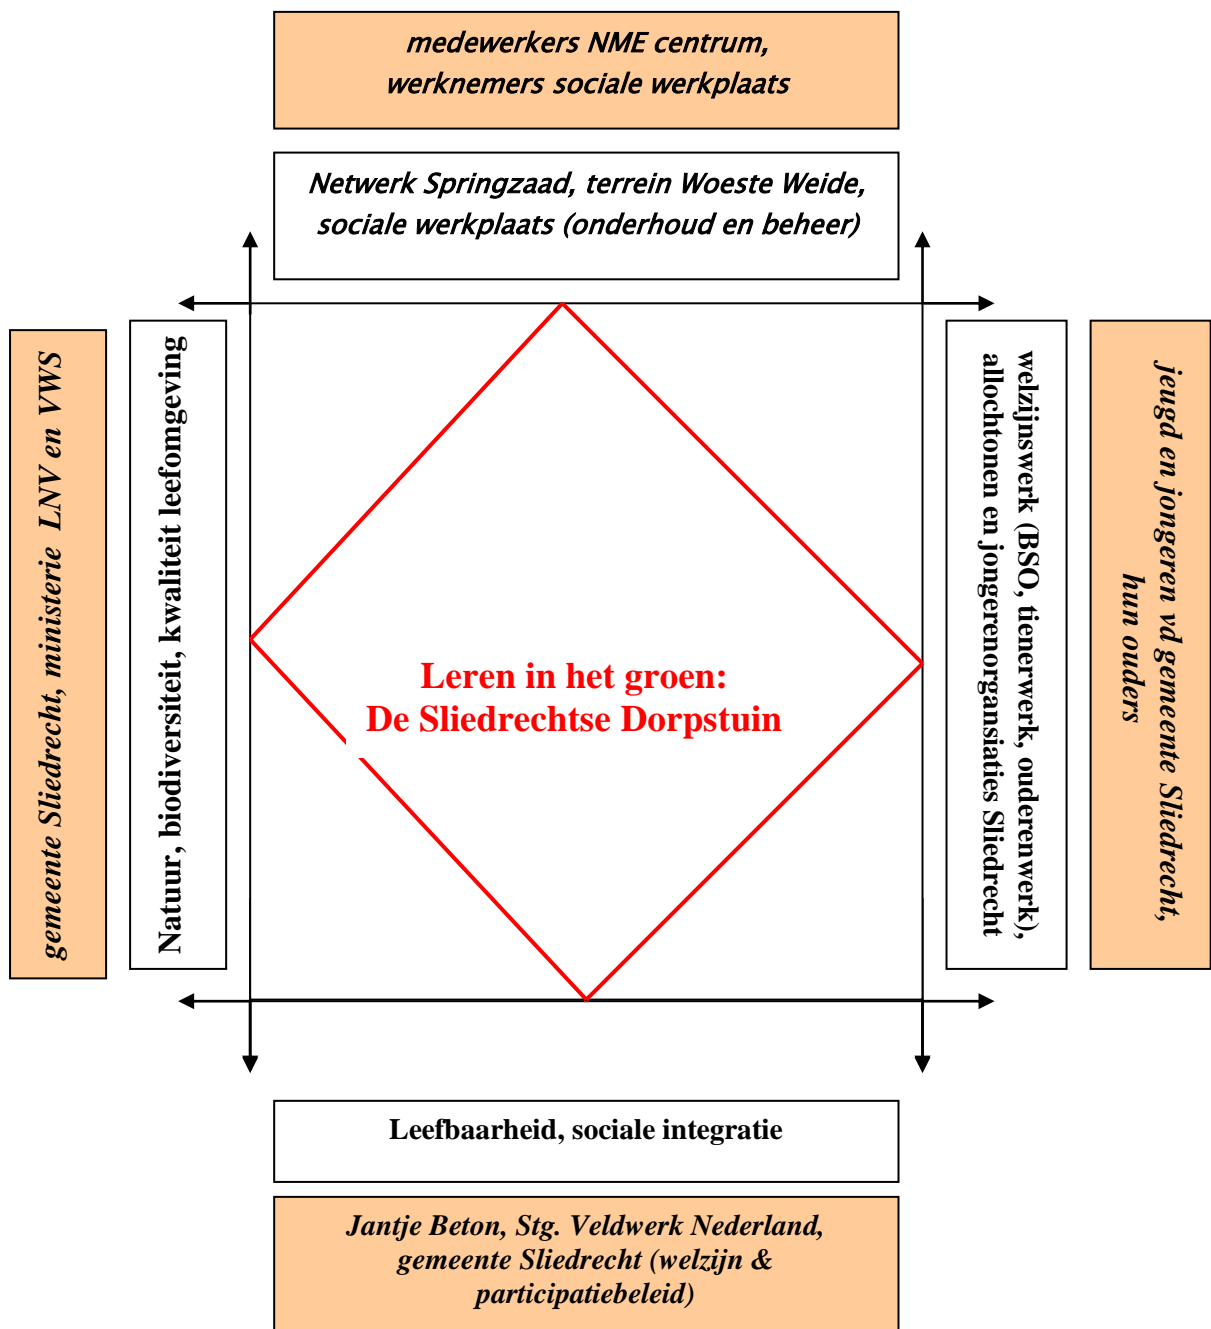 medewerkers NME centrum,
werknemers sociale werkplaats
Netwerk Springzaad, terrein Woeste Weide,
sociale werkplaats (onderhoud en beheer)
gemeente Sliedrecht, ministerie LNV en VWS
Natuur, biodiversiteit, kwaliteit leefomgeving
Leren in het groen:
De Sliedrechtse Dorpstuin
welzijnswerk (BSO, tienerwerk, ouderenwerk),
allochtonen en jongerenorgansiaties Sliedrecht
jeugd en jongeren vd gemeente Sliedrecht,
hun ouders
Leefbaarheid, sociale integratie
Jantje Beton, Stg. Veldwerk Nederland,
gemeente Sliedrecht (welzijn &
participatiebeleid)